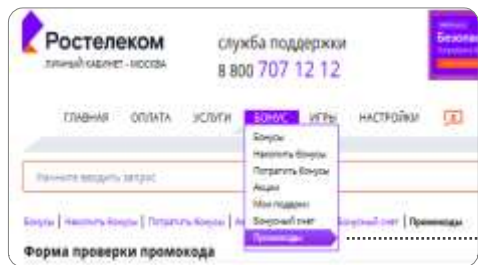 Ростелеком
личный кабинет - москва
служба поддержки
8 800 707 12 12
Безопас
ГЛАВНАЯ ОПЛАТА УСЛУГИ БОНУС ИГРЫ НАСТРОЙКИ
Бонусы
Накопить бонусы
Потратить бонусы
Акции
Мои подарки
Бонусный счет
Промокоды
Начните вводить запрос
Бонусы | Накопить бонусы | Потратить бонусы | Бонусный счет | Промокоды
Форма проверки промокода